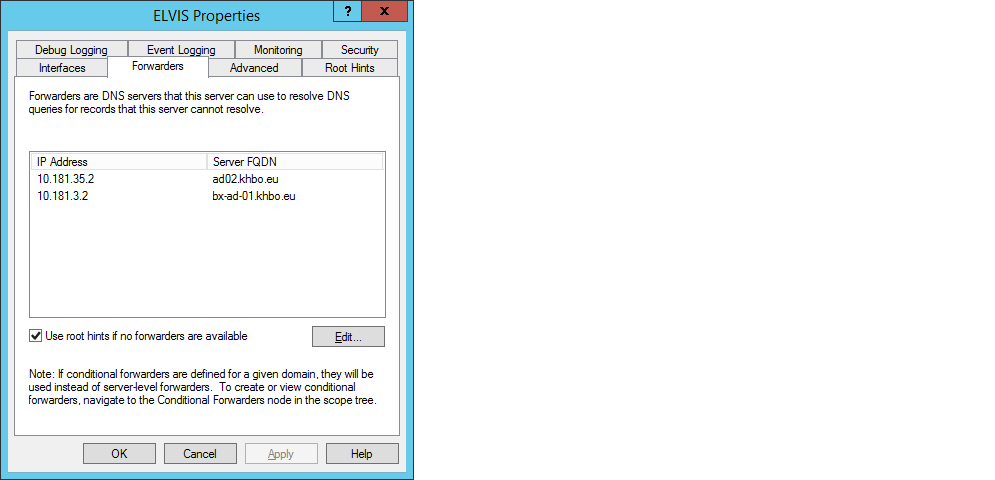 ELVIS Properties
?
x
Debug Logging
Event Logging
Monitoring
Security
Interfaces
Forwarders
Advanced
Root Hints
Forwarders are DNS servers that this server can use to resolve DNS
queries for records that this server cannot resolve.
IP Address
Server FQDN
10.181.35.2
ad02.khbo.eu
10.181.3.2
bx-ad-01.khbo.eu
Use root hints if no forwarders are available
Edit...
Note: If conditional forwarders are defined for a given domain, they will be
used instead of server-level forwarders. To create or view conditional
forwarders, navigate to the Conditional Forwarders node in the scope tree.
OK
Cancel
Apply
Help